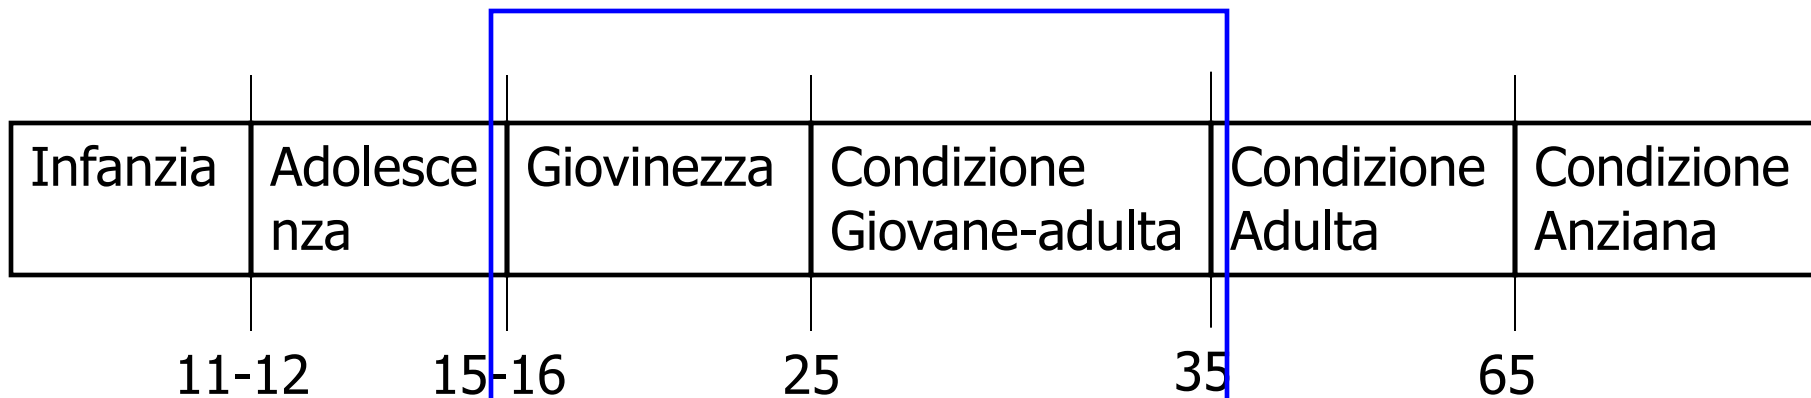 Infanzia
Adolesce
nza
Giovinezza
Condizione
Giovane-adulta
Condizione
Adulta
Condizione
Anziana
11-12
15-16
25
35
65